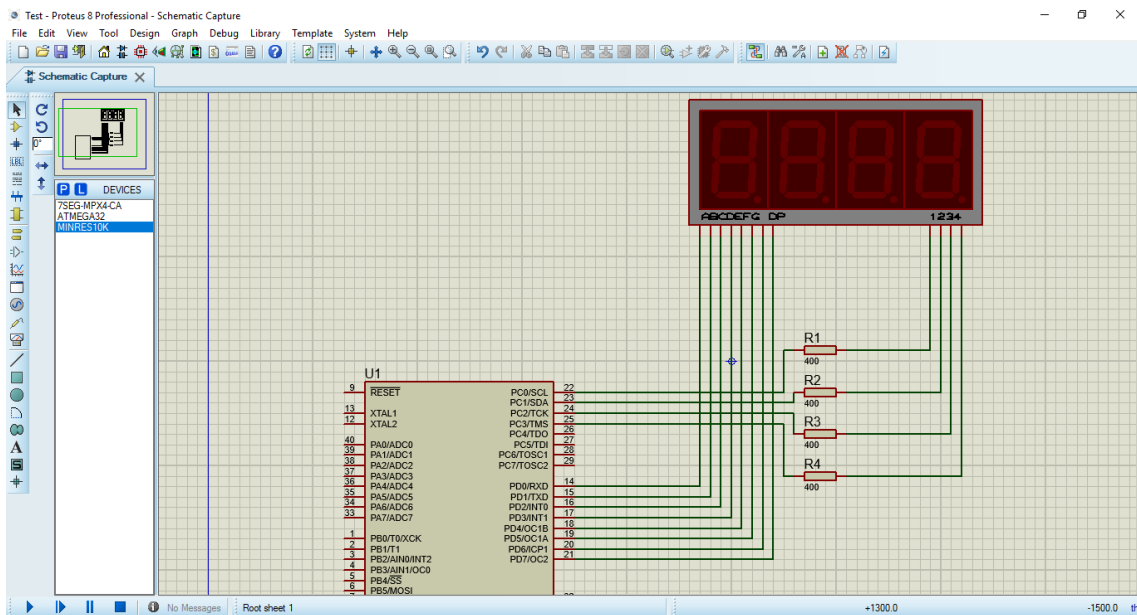 Test - Proteus 8 Professional - Schematic Capture
File Edit View Tool Design Graph Debug Library Template System Help
Schematic Capture
0°
P L DEVICES
7SEG-MPX4-CA
ATMEGA32
MINRES10K
ABCDEFG DP 1234
R1
400
R2
400
R3
400
R4
400
U1
9 RESET PC0/SCL 22
PC1/SDA 23
13 XTAL1 PC2/TCK 24
12 XTAL2 PC3/TMS 25
PC4/TDO 26
40 PA0/ADC0 PC5/TDI 27
39 PA1/ADC1 PC6/TOSC1 28
38 PA2/ADC2 PC7/TOSC2 29
37 PA3/ADC3
36 PA4/ADC4 PD0/RXD 14
35 PA5/ADC5 PD1/TXD 15
34 PA6/ADC6 PD2/INT0 16
33 PA7/ADC7 PD3/INT1 17
PD4/OC1B 18
1 PB0/T0/XCK PD5/OC1A 19
2 PB1/T1 PD6/ICP1 20
3 PB2/AIN0/INT2 PD7/OC2 21
4 PB3/AIN1/OC0
5 PB4/SS
6 PB5/MOSI
No Messages Root sheet 1 +1300.0 -1500.0 th